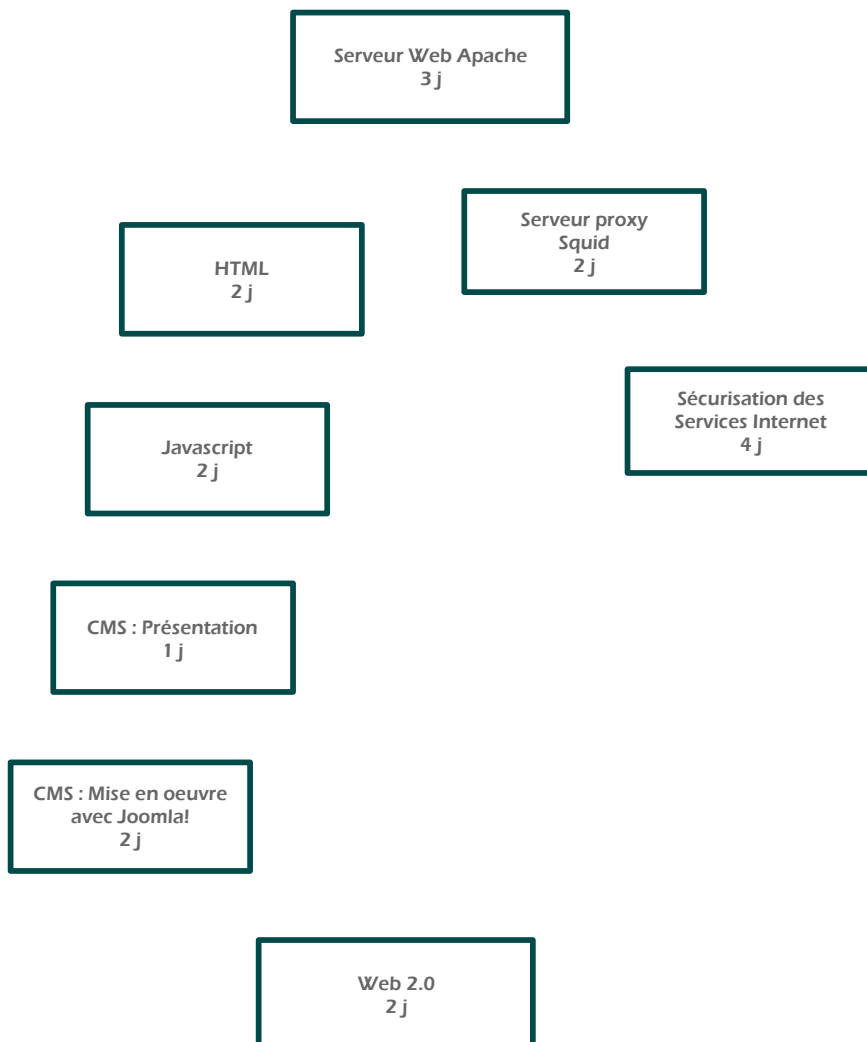 Serveur Web Apache
3 j
Serveur proxy
Squid
2 j
HTML
2 j
Sécurisation des
Services Internet
4 j
Javascript
2 j
CMS : Présentation
1 j
CMS : Mise en oeuvre
avec Joomla!
2 j
Web 2.0
2 j